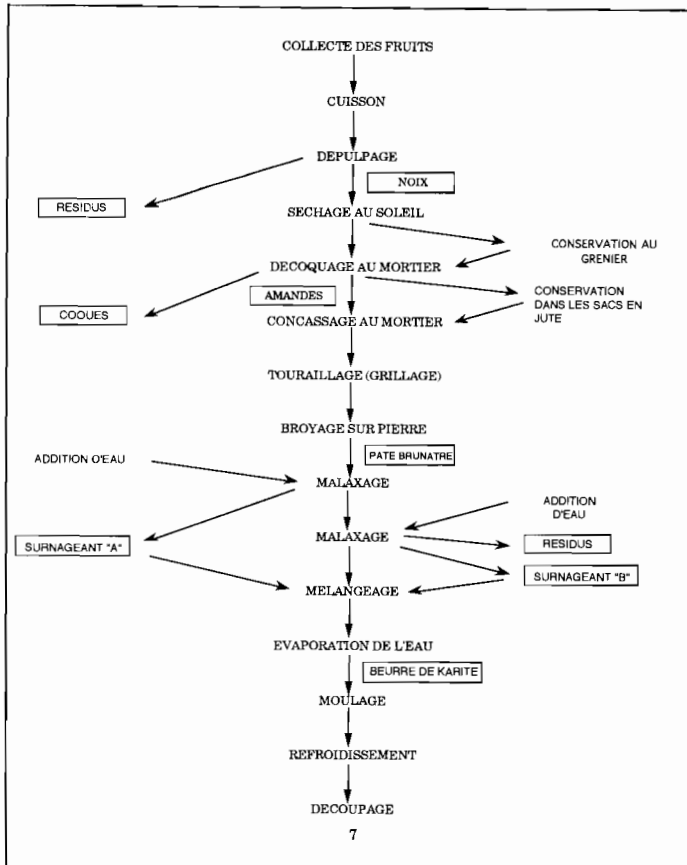 COLLECTE DES FRUITS
CUISSON
DEPULPAGE
NOIX
RESIDUS
SECHAGE AU SOLEIL
CONSERVATION AU
GRENIER
DECOQUAGE AU MORTIER
AMANDES
CONSERVATION
DANS LES SACS EN
JUTE
COOUES
CONCASSAGE AU MORTIER
TOURAILLAGE (GRILLAGE)
BROYAGE SUR PIERRE
PATE BRUNATRE
ADDITION O'EAU
MALAXAGE
ADDITION
D'EAU
SURNAGEANT "A"
MALAXAGE
RESIDUS
SURNAGEANT "B"
MELANGEAGE
EVAPORATION DE L'EAU
BEURRE DE KARITE
MOULAGE
REFROIDISSEMENT
DECOUPAGE
7